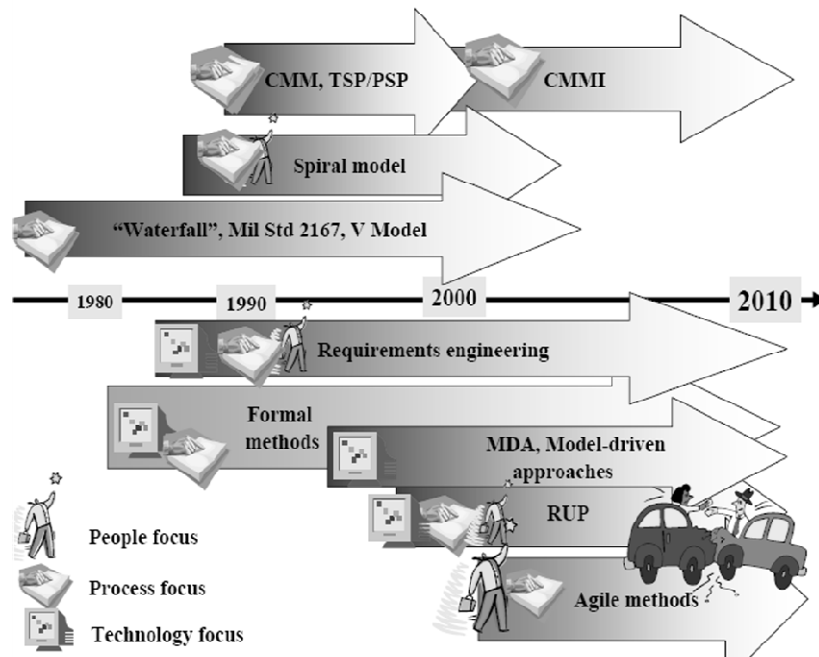 CMM, TSP/PSP
CMMI
Spiral model
“Waterfall”, Mil Std 2167, V Model
1980
1990
2000
2010
Requirements engineering
Formal
methods
MDA, Model-driven
approaches
RUP
People focus
Process focus
Agile methods
Technology focus